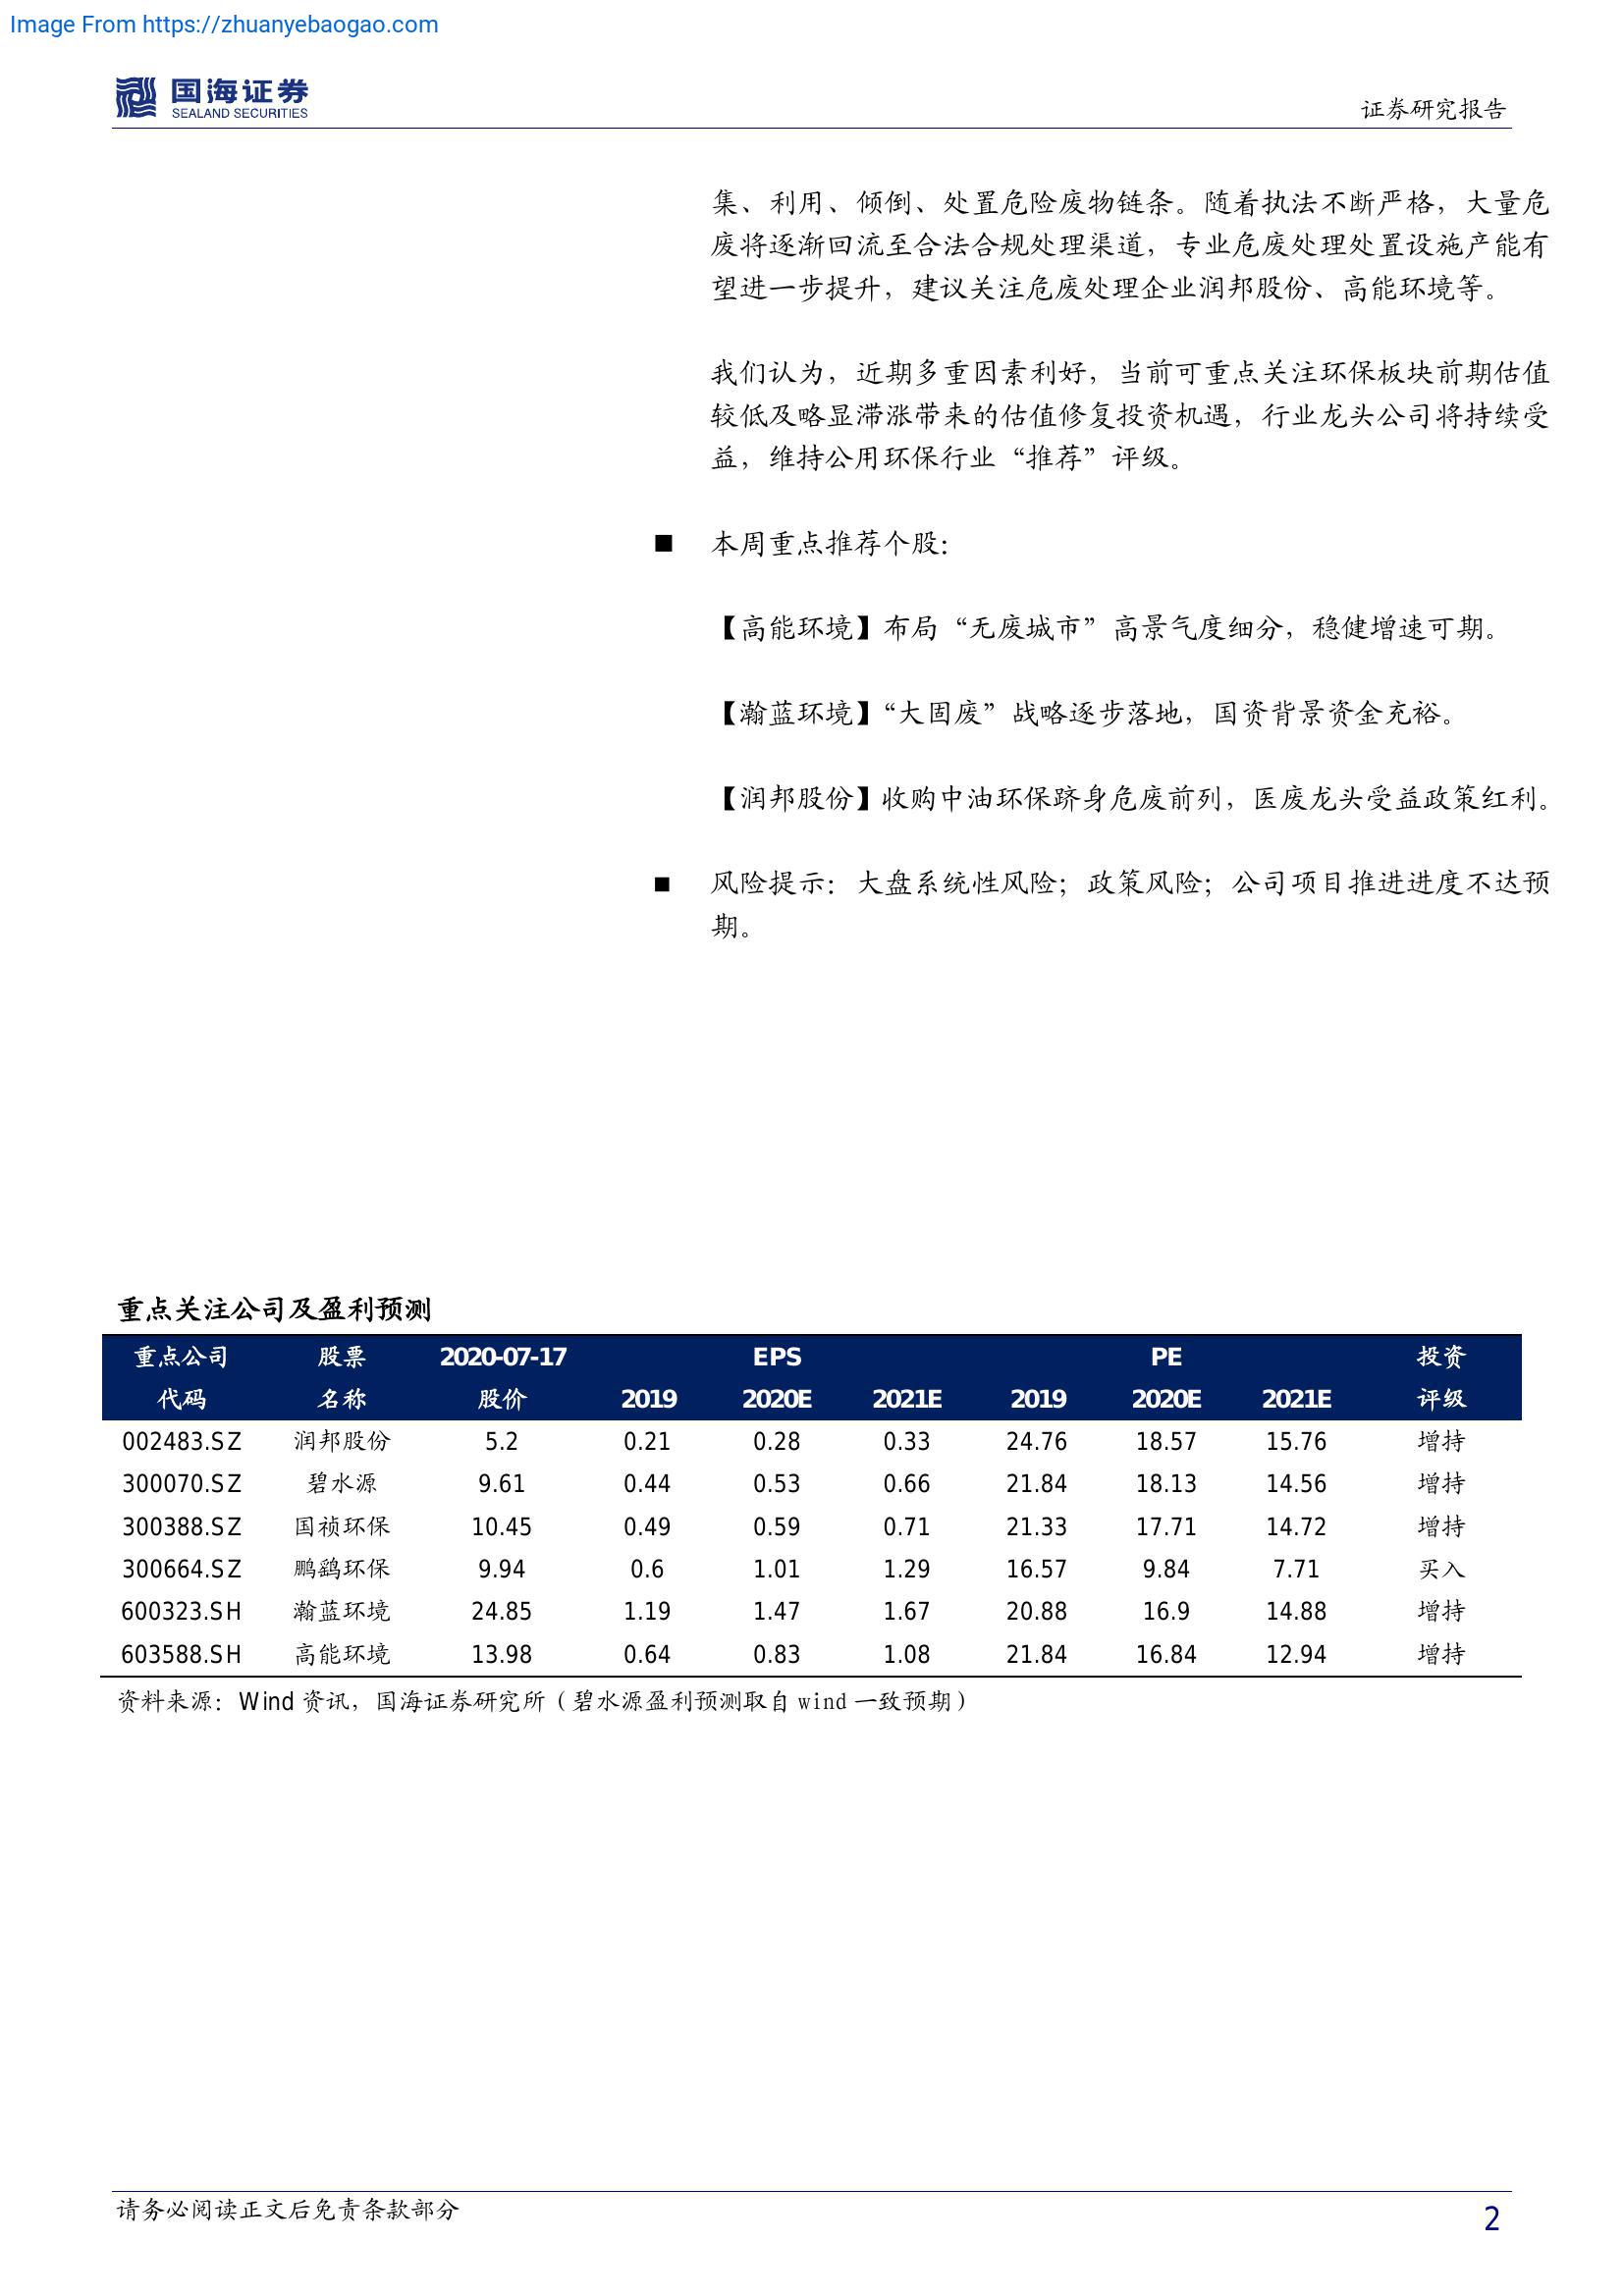 Image From https://zhuanyebaogao.com
国海证券
SEALAND SECURITIES
证券研究报告
集、利用、倾倒、处置危险废物链条。随着执法不断严格，大量危
废将逐渐回流至合法合规处理渠道，专业危废处理处置设施产能有
望进一步提升，建议关注危废处理企业润邦股份、高能环境等。
我们认为，近期多重因素利好，当前可重点关注环保板块前期估值
较低及略显滞涨带来的估值修复投资机遇，行业龙头公司将持续受
益，维持公用环保行业“推荐”评级。
■ 本周重点推荐个股：
【高能环境】布局“无废城市”高景气度细分，稳健增速可期。
【瀚蓝环境】“大固废”战略逐步落地，国资背景资金充裕。
【润邦股份】收购中油环保跻身危废前列，医废龙头受益政策红利。
■ 风险提示：大盘系统性风险；政策风险；公司项目推进进度不达预
期。
重点关注公司及盈利预测
重点公司 股票 2020-07-17 EPS PE 投资
代码 名称 股价 2019 2020E 2021E 2019 2020E 2021E 评级
002483.SZ 润邦股份 5.2 0.21 0.28 0.33 24.76 18.57 15.76 增持
300070.SZ 碧水源 9.61 0.44 0.53 0.66 21.84 18.13 14.56 增持
300388.SZ 国祯环保 10.45 0.49 0.59 0.71 21.33 17.71 14.72 增持
300664.SZ 鹏鹞环保 9.94 0.6 1.01 1.29 16.57 9.84 7.71 买入
600323.SH 瀚蓝环境 24.85 1.19 1.47 1.67 20.88 16.9 14.88 增持
603588.SH 高能环境 13.98 0.64 0.83 1.08 21.84 16.84 12.94 增持
资料来源：Wind 资讯，国海证券研究所（碧水源盈利预测取自 wind 一致预期）
请务必阅读正文后免责条款部分
2